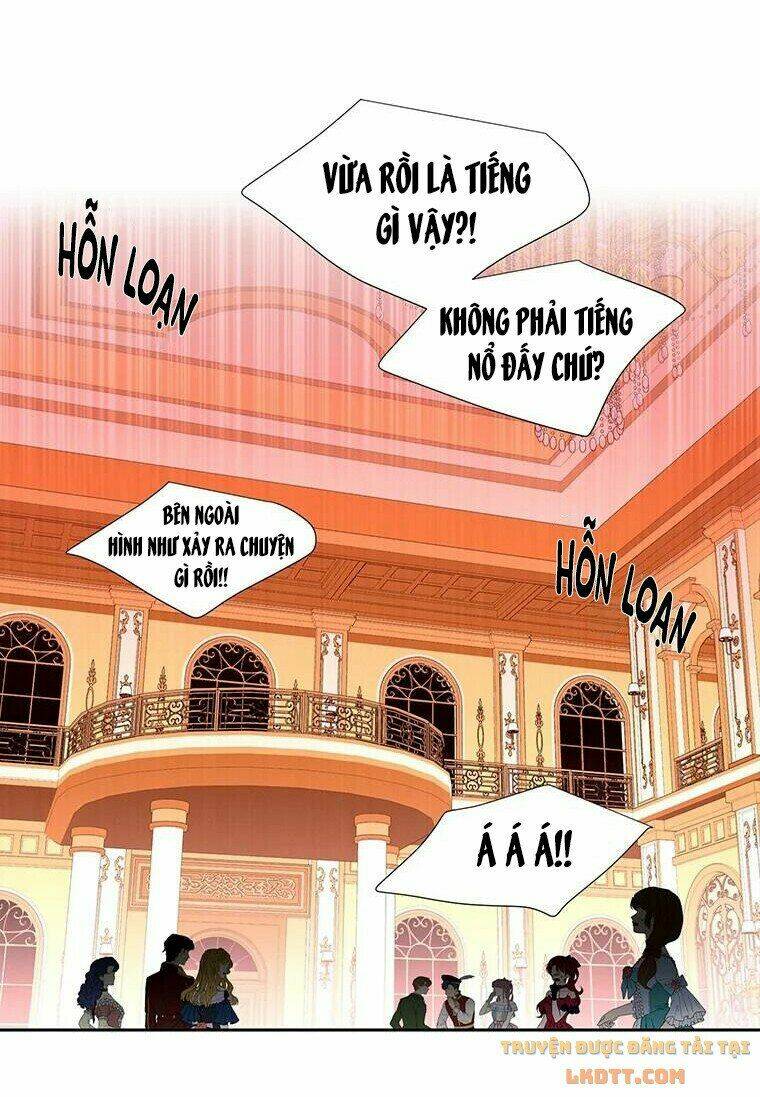 VỪA RỒI LÀ TIẾNG
GÌ VẬY?!
HỖN LOẠN
KHÔNG PHẢI TIẾNG
NỔ ĐẤY CHỨ?
BÊN NGOÀI
HÌNH NHƯ XẢY RA CHUYỆN
GÌ RỒI!!
HỖN LOẠN
Á Á Á!!
TRUYỆN ĐƯỢC ĐĂNG TẢI TẠI
LKDTT.COM!